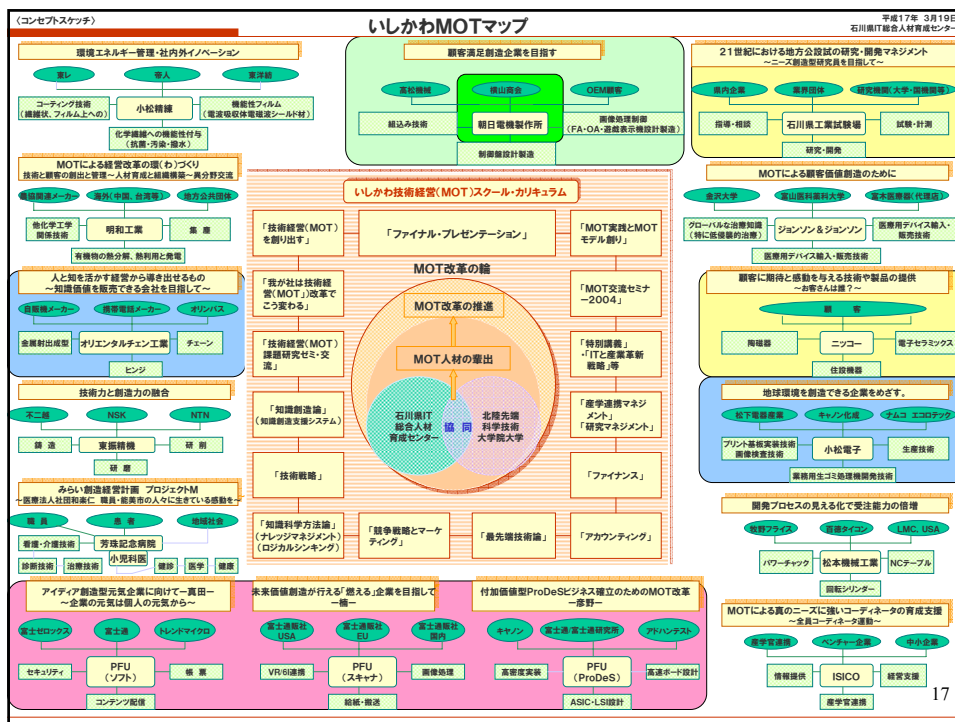 〈コンセプトスケッチ〉
いしかわMOTマップ
平成17年 3月19日
石川県IT総合人材育成センター
環境エネルギー管理・社内外イノベーション
東レ
帝人
東洋紡
コーティング技術
(繊維状、フィルム上への)
小松精練
機能性フィルム
(電波吸収体電磁波シールド材)
化学繊維への機能性付与
(抗菌・汚染・撥水)
顧客満足創造企業を目指す
高松機械
横山商会
OEM顧客
組込み技術
朝日電機製作所
画像処理制御
(FA・OA・遊戯表示機設計製造)
制御盤設計製造
21世紀における地方公設試の研究・開発マネジメント
~ニーズ創造型研究員を目指して~
県内企業
業界団体
研究機関(大学・国機関等)
指導・相談
石川県工業試験場
試験・計測
研究・開発
MOTによる経営改革の環(わ)づくり
技術と顧客の創出と管理~人材育成と組織構築~異分野交流
農協関連メーカー
海外(中国、台湾等)
地方公共団体
他化学工学
関係技術
明和工業
集 塵
有機物の熱分解、熱利用と発電
人と知を活かす経営から導き出せるもの
~知識価値を販売できる会社を目指して~
自販機メーカー
携帯電話メーカー
オリンパス
金属射出成型
オリエンタルチェン工業
チェーン
ヒンジ
技術力と創造力の融合
不二越
NSK
NTN
鋳 造
東振精機
研 削
研 磨
みらい創造経営計画 プロジェクトM
~医療法人社団和楽仁 職員・能美市の人々に生きている感動を~
職 員
患 者
地域社会
看護・介護技術
芳珠記念病院
小児科医
診断技術
治療技術
健診
医学
健康
いしかわ技術経営(MOT)スクール・カリキュラム
「技術経営(MOT)
を創り出す」
「ファイナル・プレゼンテーション」
「MOT実践とMOT
モデル創り」
MOT改革の輪
「我が社は技術経
営(MOT)」改革で
こう変わる」
MOT改革の推進
「MOT交流セミナ
ー2004」
「技術経営(MOT)
課題研究ゼミ・交
流」
MOT人材の輩出
「特別講義」
・「ITと産業革新
戦略」等
「知識創造論」
(知識創造支援システム)
石川県IT
総合人材
育成センター
協 同
北陸先端
科学技術
大学院大学
「産学連携マネジ
メント」
「研究マネジメント」
「技術戦略」
「ファイナンス」
「知識科学方法論」
(ナレッジマネジメント)
(ロジカルシンキング)
「競争戦略とマーケ
ティング」
「最先端技術論」
「アカウンティング」
MOTによる顧客価値創造のために
金沢大学
富山医科薬科大学
富木医療器(代理店)
グローバルな治療知識
(特に低侵襲的治療)
ジョンソン&ジョンソン
医療用デバイス輸入・
販売技術
医療用デバイス輸入・販売技術
顧客に期待と感動を与える技術や製品の提供
~お客さんは誰?~
顧 客
陶磁器
ニッコー
電子セラミックス
住設機器
地球環境を創造できる企業をめざす。
松下電器産業
キャノン化成
ナムコ エコロテック
プリント基板実装技術
画像検査技術
小松電子
生産技術
業務用生ゴミ処理機開発技術
開発プロセスの見える化で受注能力の倍増
牧野フライス
百徳タイコン
LMC, USA
パワーチャック
松本機械工業
NCテーブル
回転シリンダー
アイディア創造型元気企業に向けて-真田-
~企業の元気は個人の元気から~
富士ゼロックス
富士通
トレンドマイクロ
セキュリティ
PFU
(ソフト)
帳 票
コンテンツ配信
未来価値創造が行える「燃える」企業を目指して
-楠-
富士通販社
USA
富士通販社
EU
富士通販社
国内
VR/6i連携
PFU
(スキャナ)
画像処理
給紙・搬送
付加価値型ProDeSビジネス確立のためのMOT改革
-彦野-
キヤノン
富士通/富士通研究所
アドバンテスト
高密度実装
PFU
(ProDeS)
高速ボード設計
ASIC・LSI設計
MOTによる真のニーズに強いコーディネータの育成支援
~全員コーディネータ運動~
産学官連携
ベンチャー企業
中小企業
情報提供
ISICO
経営支援
産学官連携
17